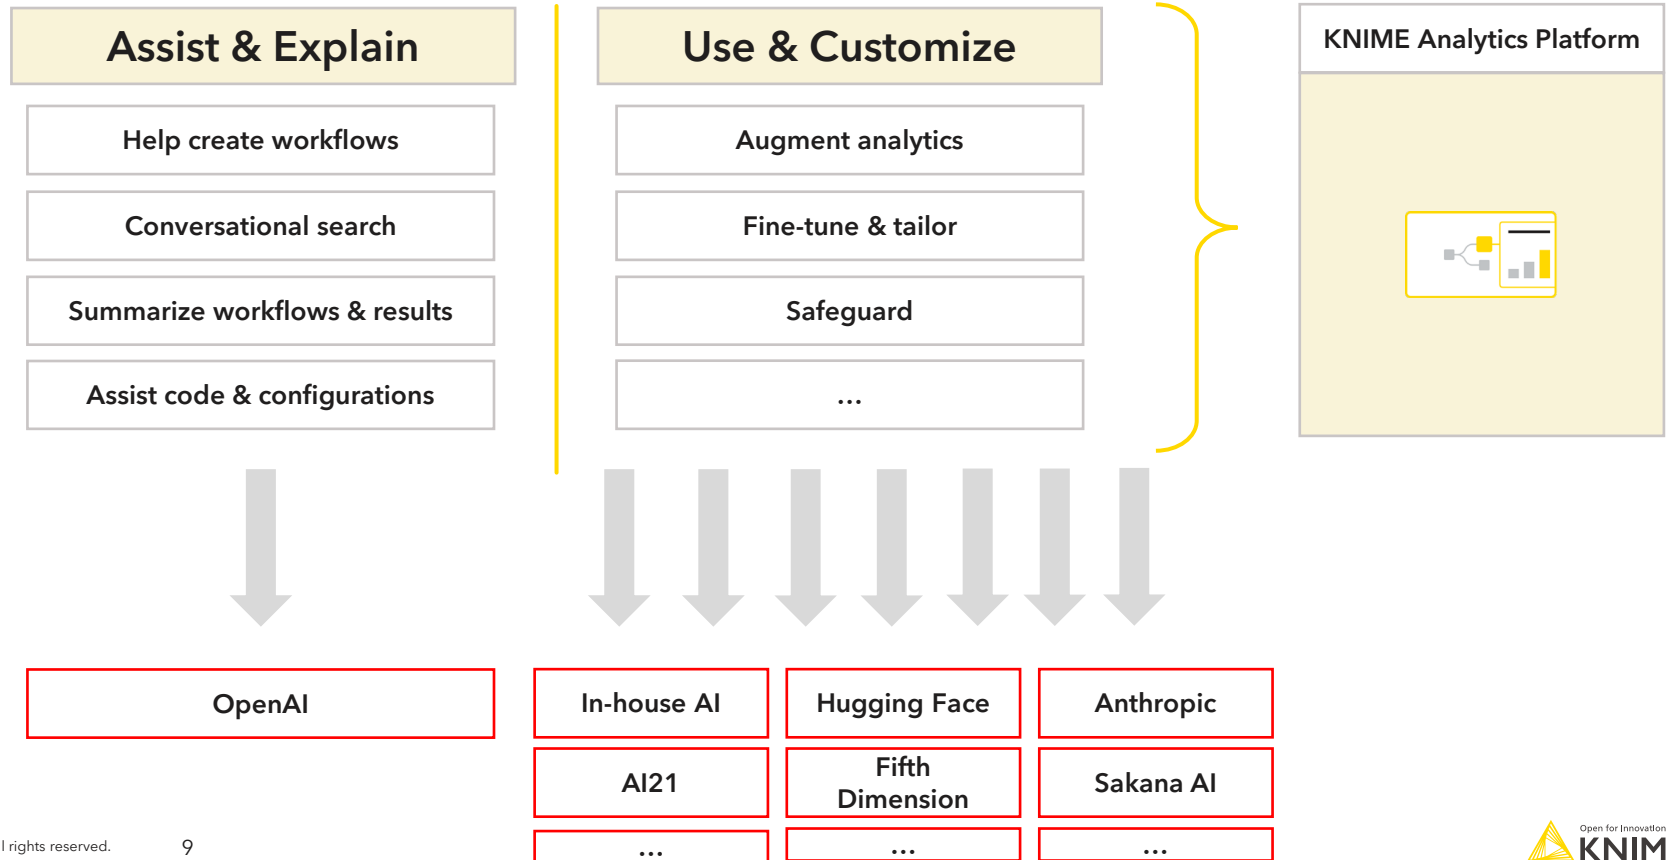 Assist & Explain
Help create workflows
Conversational search
Summarize workflows & results
Assist code & configurations
Use & Customize
Augment analytics
Fine-tune & tailor
Safeguard
...
KNIME Analytics Platform
OpenAI
In-house AI
Hugging Face
Anthropic
AI21
Fifth
Dimension
Sakana AI
...
...
...
l rights reserved.
9
Open for Innovation
KNIM